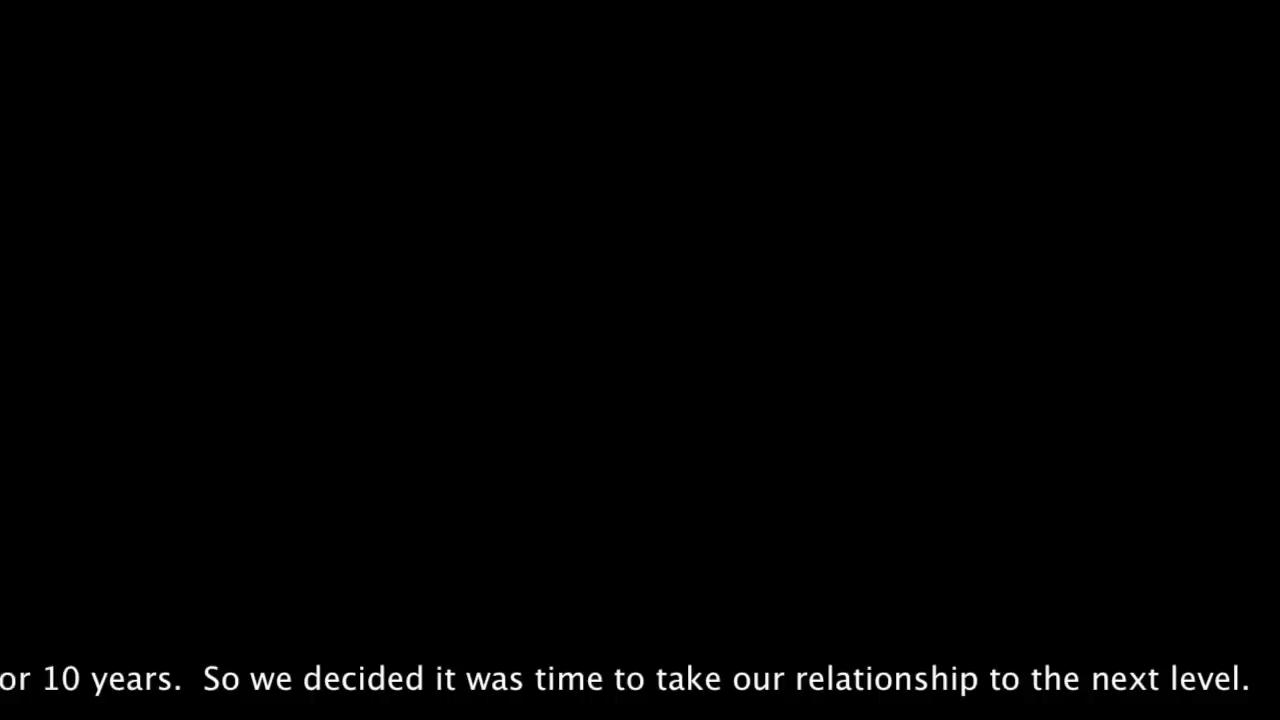 or 10 years.  So we decided it was time to take our relationship to the next level.